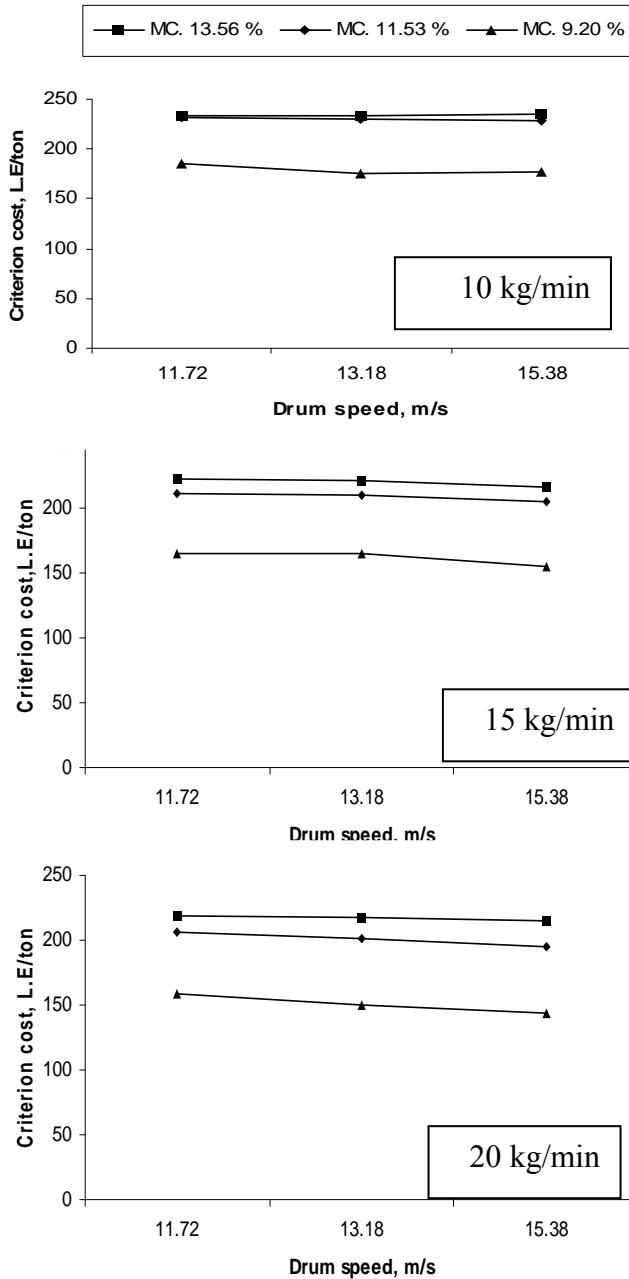 MC. 13.56 % MC. 11.53 % MC. 9.20 %
250
200
150
100
50
0
Criterion cost, L.E/ton
10 kg/min
11.72 13.18 15.38
Drum speed, m/s
200
150
100
50
0
Criterion cost,L.E/ton
15 kg/min
11.72 13.18 15.38
Drum speed, m/s
250
200
150
100
50
0
Criterion cost, L.E/ton
20 kg/min
11.72 13.18 15.38
Drum speed, m/s